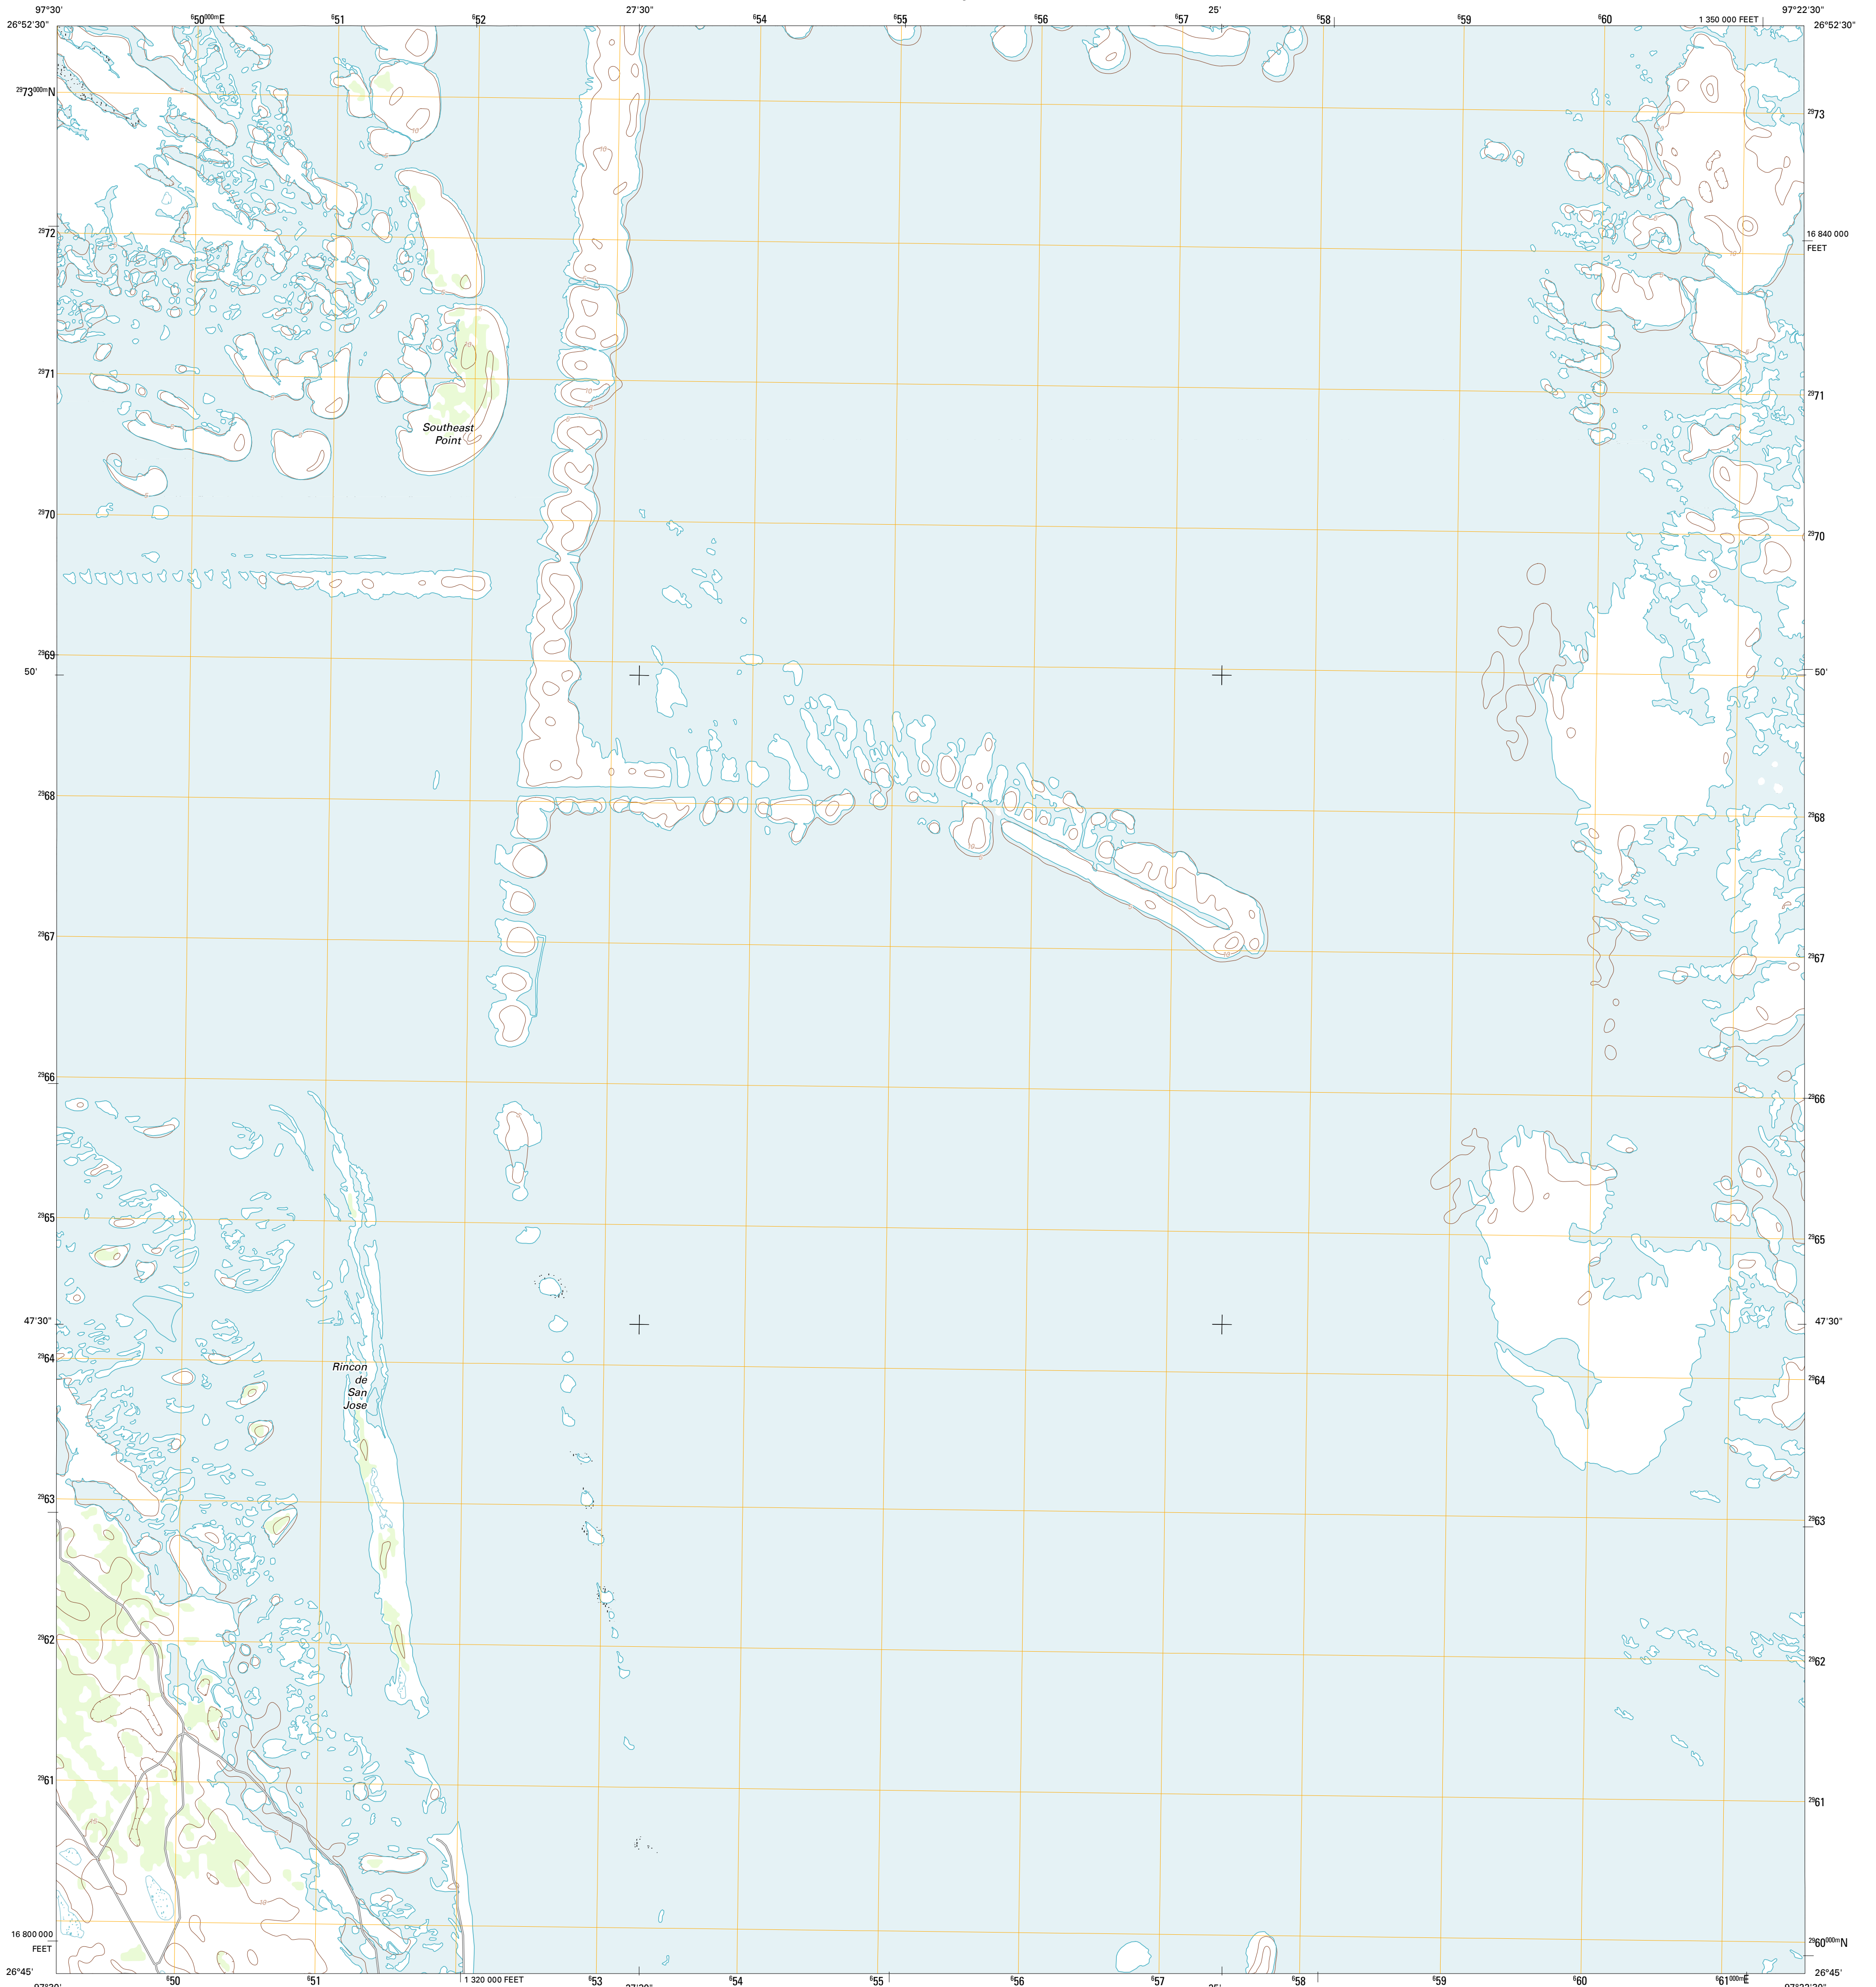 97°30' ⁶50⁰⁰⁰ᵐE ⁶51 ⁶52 27'30" ⁶54 ⁶55 ⁶56 ⁶57 25' ⁶58 ⁶59 ⁶60 1 350 000 FEET 97°22'30"
26°52'30" 26°52'30"
²⁹73⁰⁰⁰ᵐN ²⁹73
²⁹72 16 840 000
FEET
²⁹71 ²⁹71
Southeast
Point
²⁹70 ²⁹70
²⁹69
50' 50'
²⁹68 ²⁹68
²⁹67 ²⁹67
²⁹66 ²⁹66
²⁹65 ²⁹65
47'30" 47'30"
²⁹64 ²⁹64
Rincon
de
San
Jose
²⁹63 ²⁹63
²⁹62 ²⁹62
²⁹61 ²⁹61
16 800 000
FEET ²⁹60⁰⁰⁰ᵐN
26°45' 26°45'
⁶50 ⁶51 1 320 000 FEET ⁶53 ⁶54 ⁶55 ⁶56 ⁶57 ⁶58 ⁶59 ⁶60 ⁶61⁰⁰⁰ᵐE